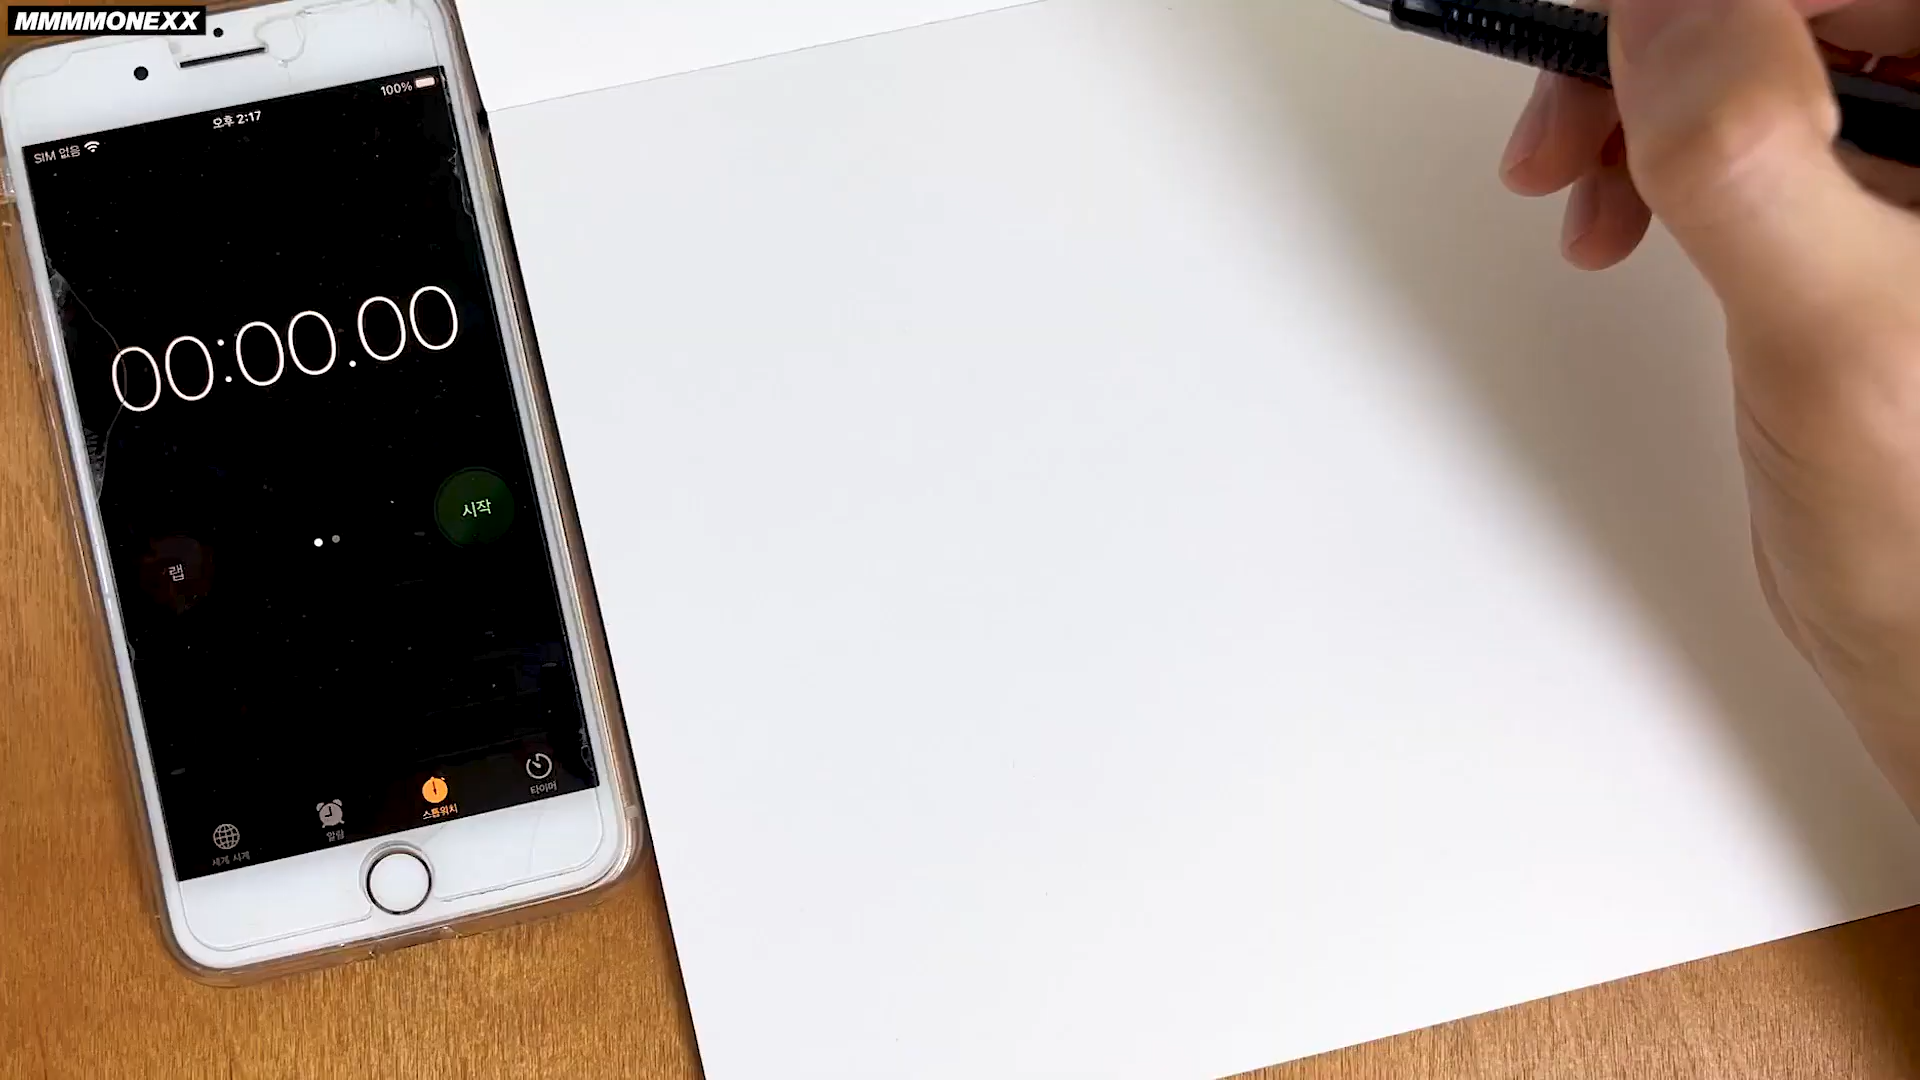 MMMMONEXX
100%
오후 2:17
SIM 없음
00:00.00
시작
랩
세계 시계
알람
스톱워치
타이머